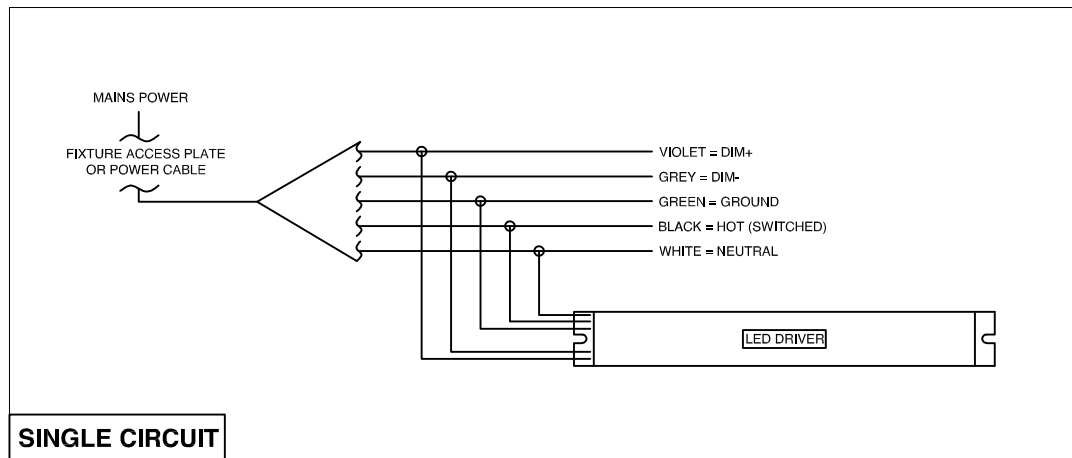 MAINS POWER
FIXTURE ACCESS PLATE
OR POWER CABLE
VIOLET = DIM+
GREY = DIM-
GREEN = GROUND
BLACK = HOT (SWITCHED)
WHITE = NEUTRAL
LED DRIVER
SINGLE CIRCUIT